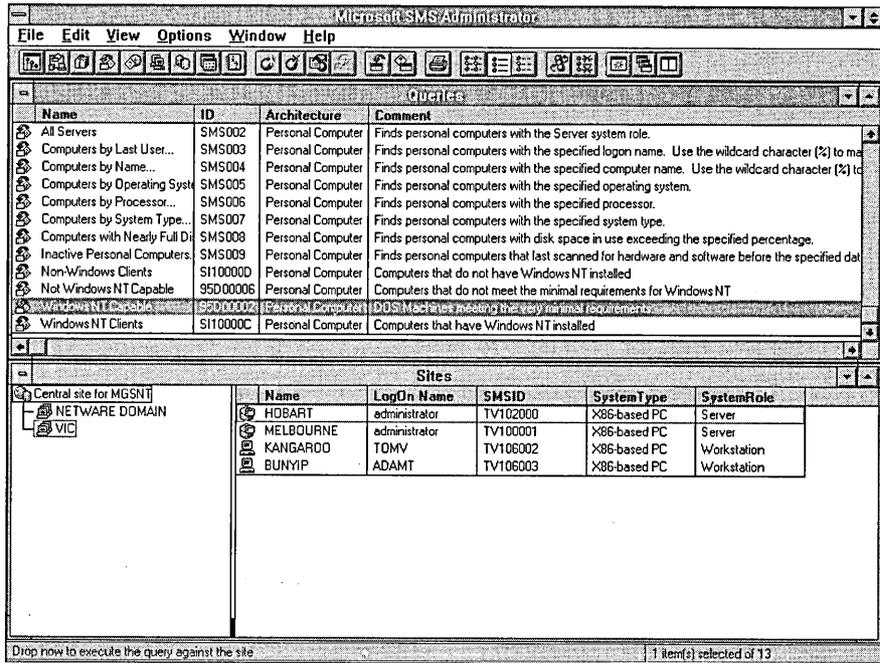 Microsoft SMS Administrator
File Edit View Options Window Help
Queries
Name ID Architecture Comment
All Servers SMS002 Personal Computer Finds personal computers with the Server system role.
Computers by Last User... SMS003 Personal Computer Finds personal computers with the specified logon name. Use the wildcard character (%) to ma
Computers by Name... SMS004 Personal Computer Finds personal computers with the specified computer name. Use the wildcard character (%) to
Computers by Operating Syste SMS005 Personal Computer Finds personal computers with the specified operating system.
Computers by Processor... SMS006 Personal Computer Finds personal computers with the specified processor.
Computers by System Type... SMS007 Personal Computer Finds personal computers with the specified system type.
Computers with Nearly Full Di SMS008 Personal Computer Finds personal computers with disk space in use exceeding the specified percentage.
Inactive Personal Computers. SMS009 Personal Computer Finds personal computers that last scanned for hardware and software before the specified dat
Non-Windows Clients SI10000D Personal Computer Computers that do not have Windows NT installed
Not Windows NT Capable 95D00006 Personal Computer Computers that do not meet the minimal requirements for Windows NT
Windows NT Capable 95D00002 Personal Computer DOS Machines meeting the very minimal requirements
Windows NT Clients SI10000C Personal Computer Computers that have Windows NT installed
Sites
Central site for MGSNT
NETWARE DOMAIN
VIC
Name LogOn Name SMSID SystemType SystemRole
HOBART administrator TV102000 X86-based PC Server
MELBOURNE administrator TV100001 X86-based PC Server
KANGAROO TOMV TV106002 X86-based PC Workstation
BUNYIP ADAMT TV106003 X86-based PC Workstation
Drop now to execute the query against the site 1 item(s) selected of 13